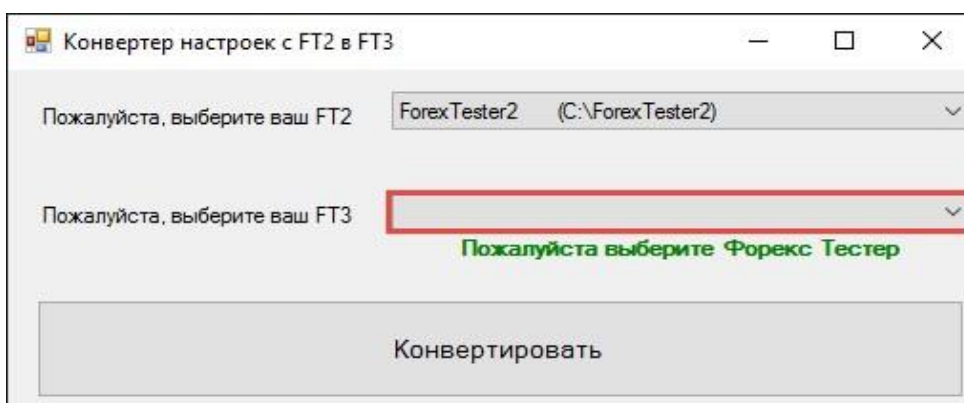 Конвертер настроек с FT2 в FT3
Пожалуйста, выберите ваш FT2 ForexTester2 (C:\ForexTester2)
Пожалуйста, выберите ваш FT3
Пожалуйста выберите Форекс Тестер
Конвертировать